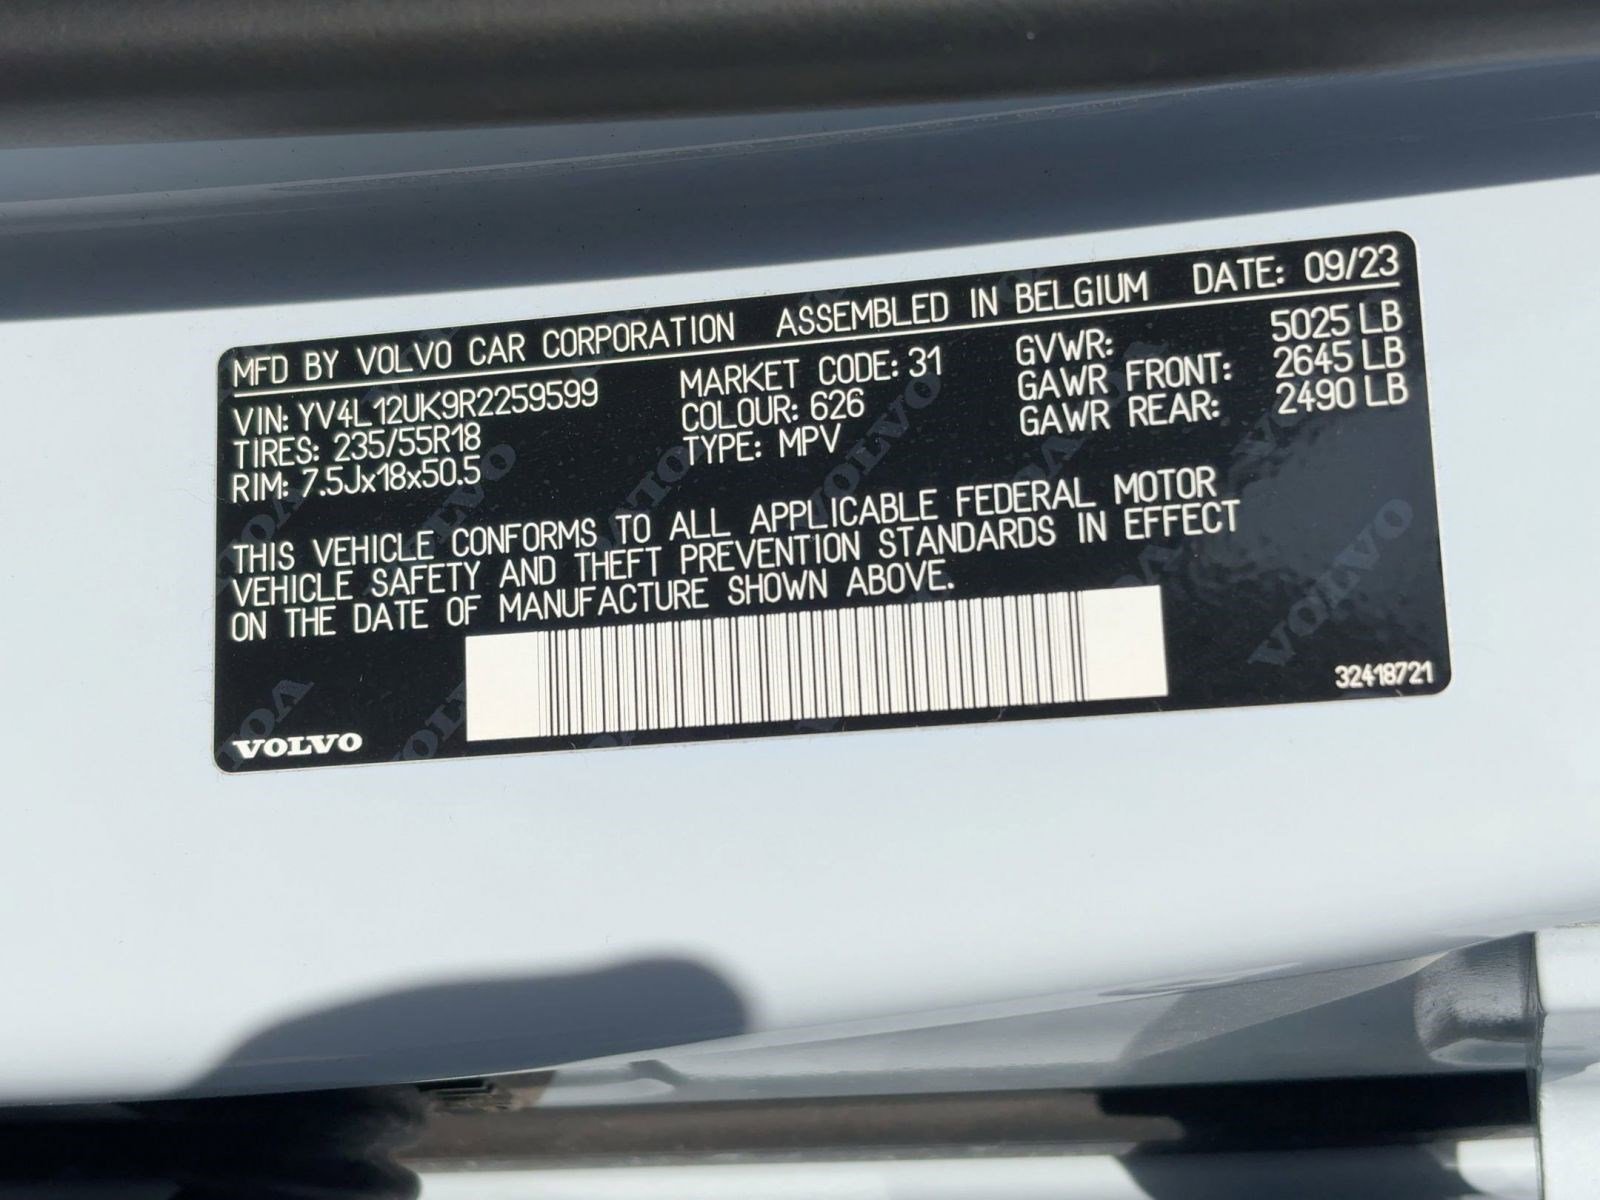 MFD BY VOLVO CAR CORPORATION ASSEMBLED IN BELGIUM DATE: 09/23
VIN: YV4L12UK9R2259599 MARKET CODE: 31 GVWR: 5025 LB
TIRES: 235/55R18 COLOUR: 626 GAWR FRONT: 2645 LB
RIM: 7.5Jx18x50.5 TYPE: MPV GAWR REAR: 2490 LB
THIS VEHICLE CONFORMS TO ALL APPLICABLE FEDERAL MOTOR
VEHICLE SAFETY AND THEFT PREVENTION STANDARDS IN EFFECT
ON THE DATE OF MANUFACTURE SHOWN ABOVE.
32418721
VOLVO